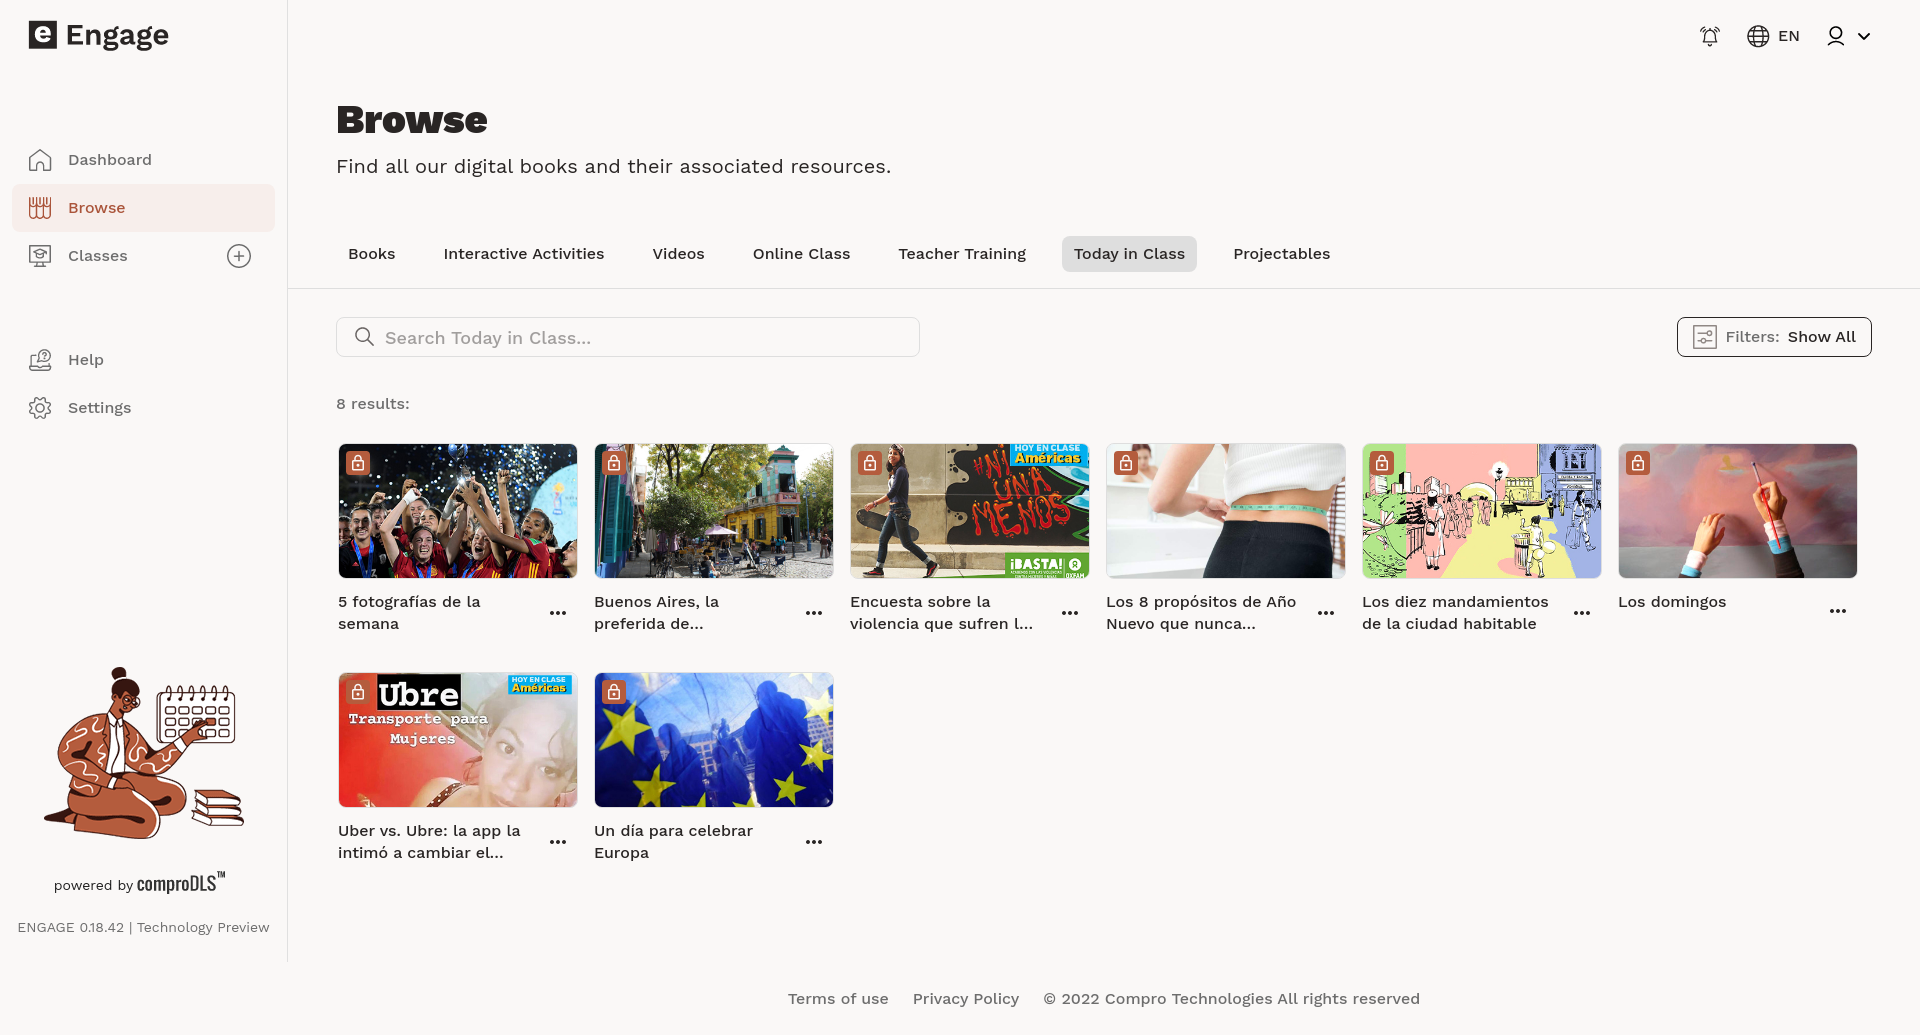 e Engage
EN
Dashboard
Browse
Classes
Help
Settings
Browse
Find all our digital books and their associated resources.
Books
Interactive Activities
Videos
Online Class
Teacher Training
Today in Class
Projectables
Search Today in Class...
Filters: Show All
8 results:
HOY EN CLASE
Américas
#NI
UNA
MENOS
¡BASTA!
OXFAM
5 fotografías de la
semana
Buenos Aires, la
preferida de...
Encuesta sobre la
violencia que sufren l...
Los 8 propósitos de Año
Nuevo que nunca...
Los diez mandamientos
de la ciudad habitable
Los domingos
Ubre
Transporte para
Mujeres
HOY EN CLASE
Américas
Uber vs. Ubre: la app la
intimó a cambiar el...
Un día para celebrar
Europa
powered by comproDLS™
ENGAGE 0.18.42 | Technology Preview
Terms of use
Privacy Policy
© 2022 Compro Technologies All rights reserved